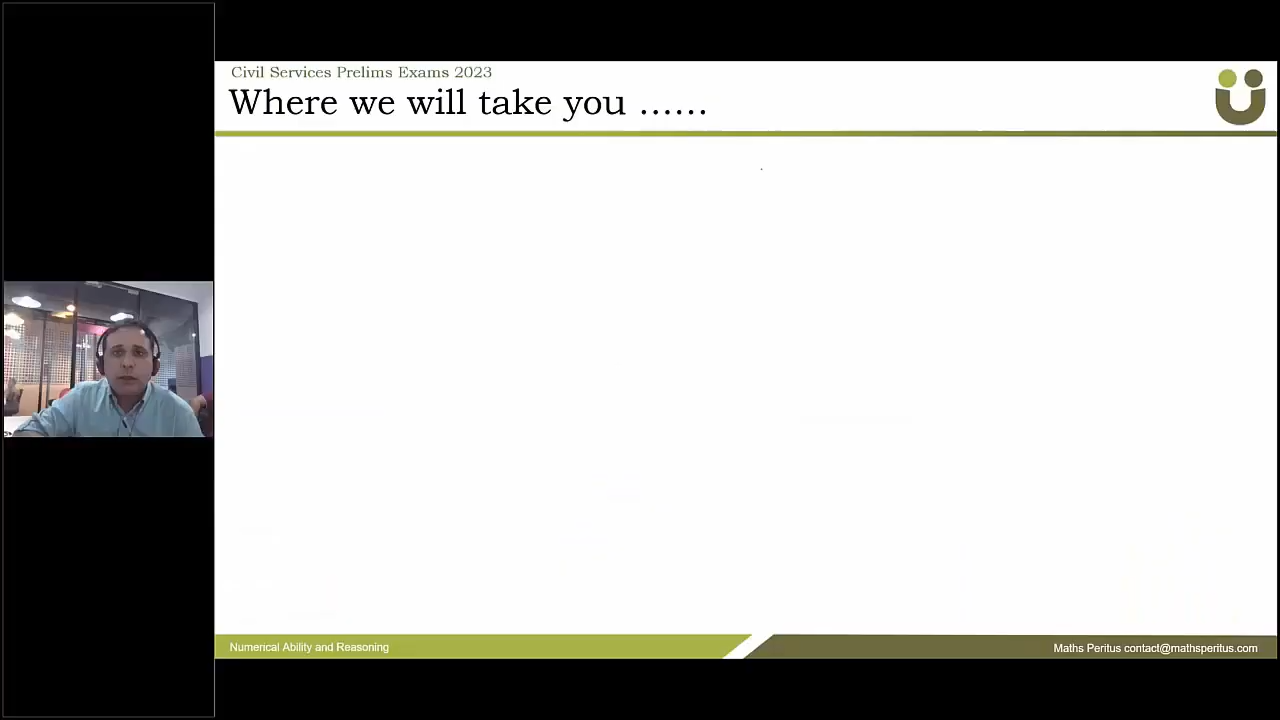 Civil Services Prelims Exams 2023
Where we will take you ......
Numerical Ability and Reasoning
Maths Peritus contact@mathsperitus.com